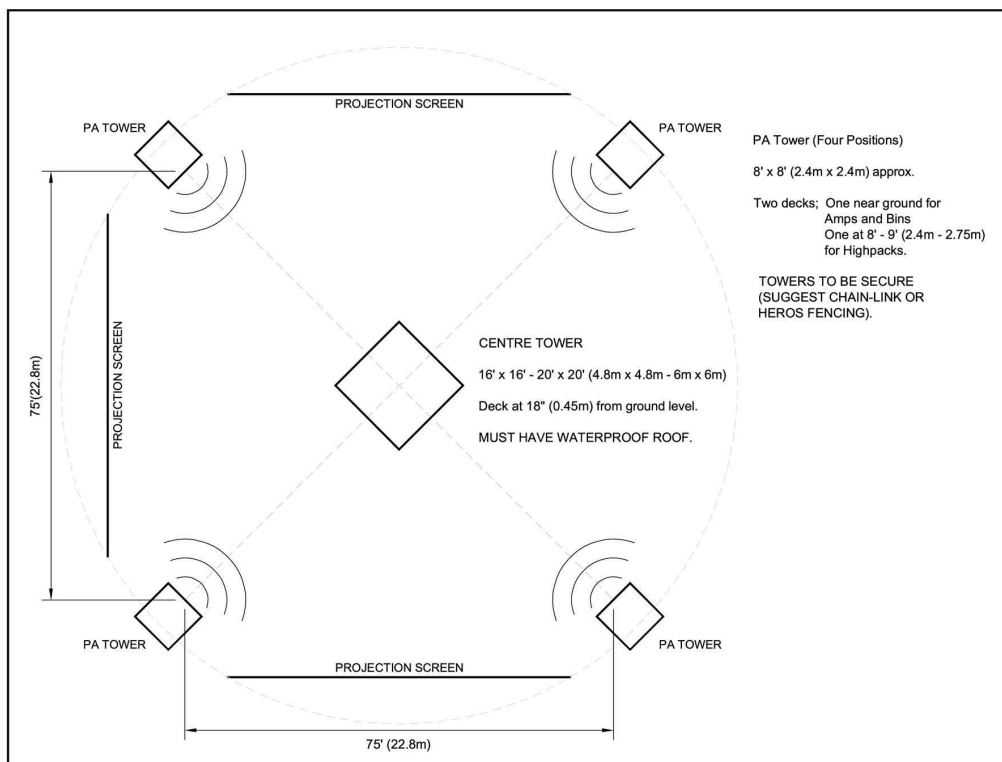 PROJECTION SCREEN
PA TOWER
PA TOWER
PA Tower (Four Positions)
8' x 8' (2.4m x 2.4m) approx.
Two decks; One near ground for
Amps and Bins
One at 8' - 9' (2.4m - 2.75m)
for Highpacks.
TOWERS TO BE SECURE
(SUGGEST CHAIN-LINK OR
HEROS FENCING).
75'(22.8m)
PROJECTION SCREEN
CENTRE TOWER
16' x 16' - 20' x 20' (4.8m x 4.8m - 6m x 6m)
Deck at 18" (0.45m) from ground level.
MUST HAVE WATERPROOF ROOF.
PA TOWER
PROJECTION SCREEN
PA TOWER
75' (22.8m)